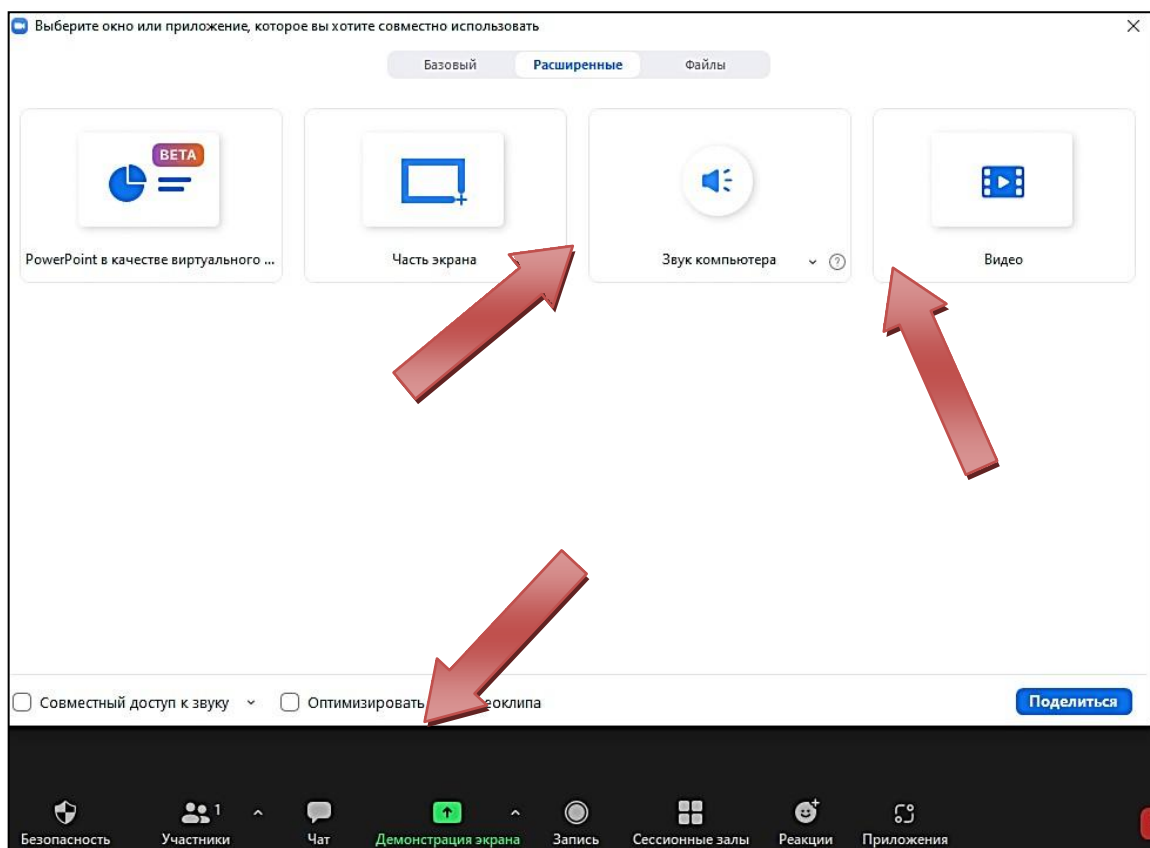 Выберите окно или приложение, которое вы хотите совместно использовать
Базовый Расширенные Файлы
BETA
PowerPoint в качестве виртуального ... Часть экрана Звук компьютера Видео
Совместный доступ к звуку Оптимизировать еоклипа Поделиться
1
Безопасность Участники Чат Демонстрация экрана Запись Сессионные залы Реакции Приложения